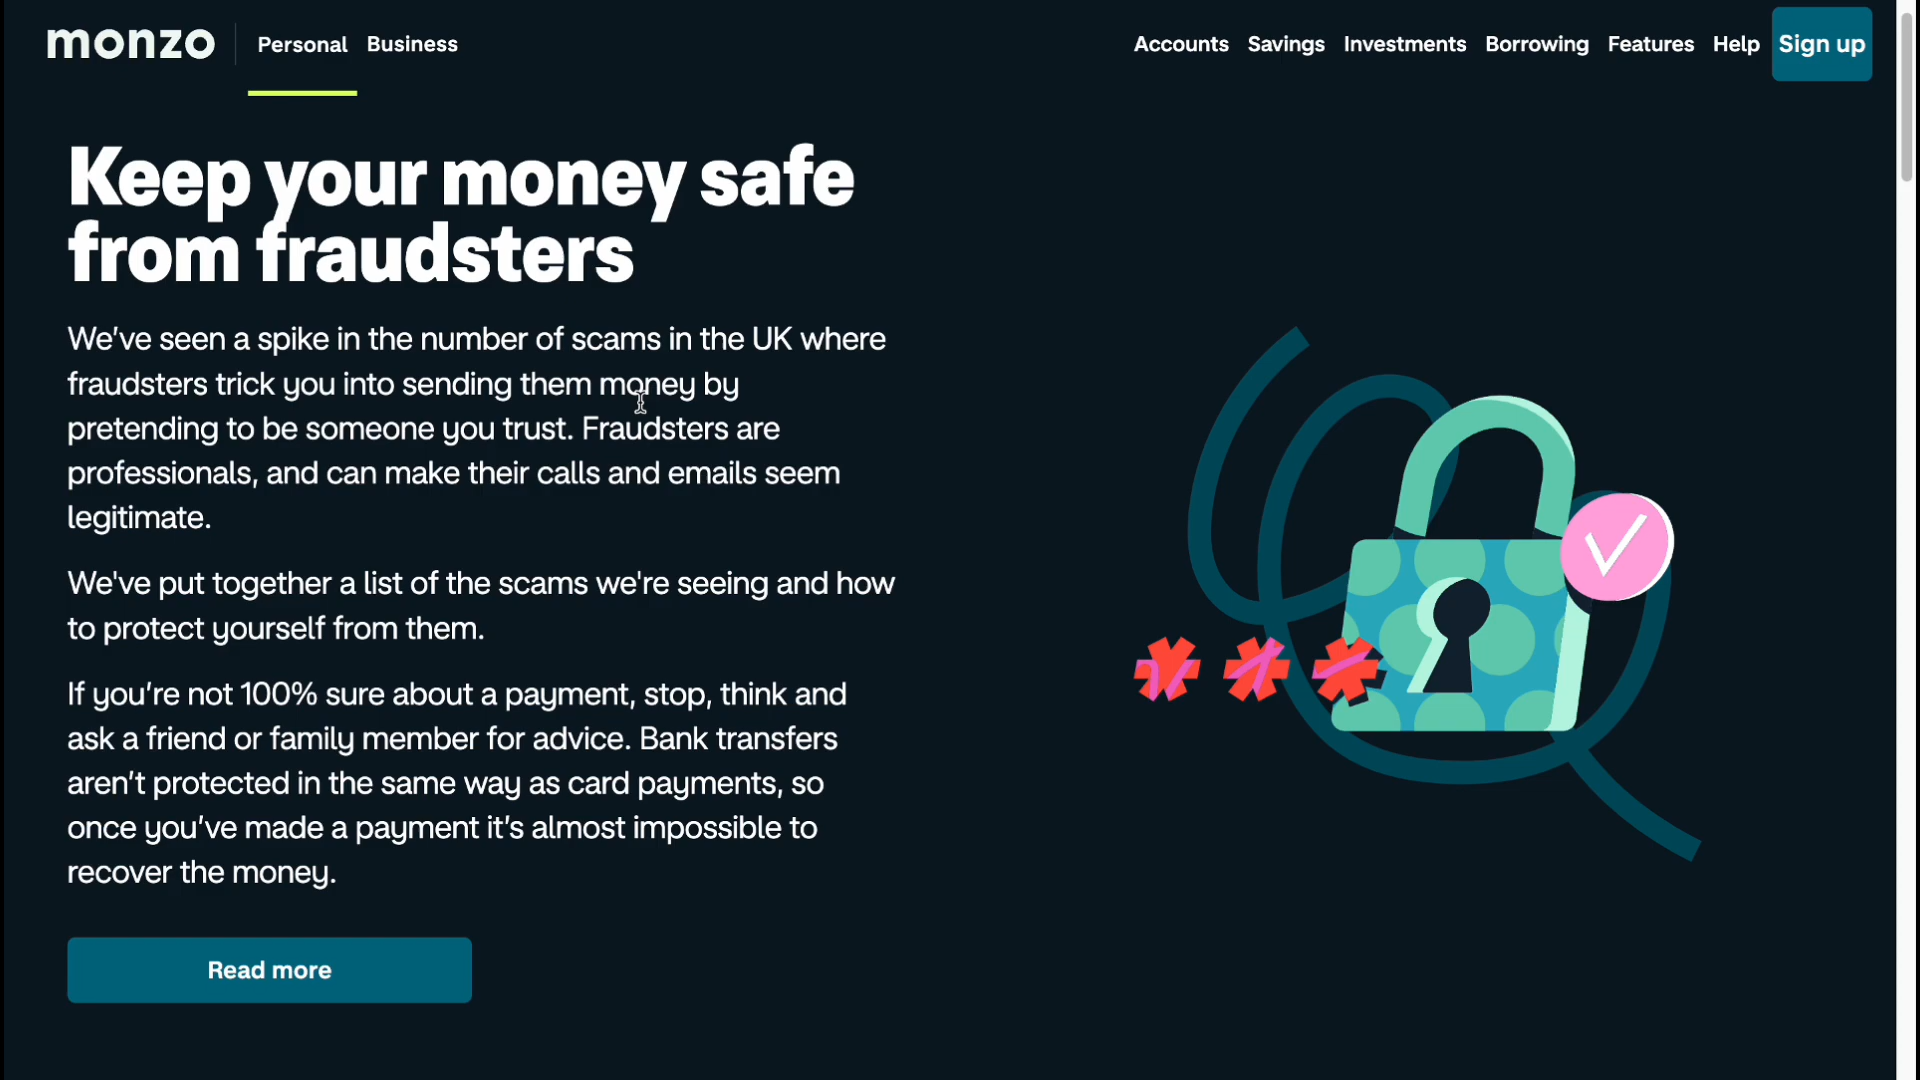 monzo
Personal
Business
Accounts
Savings
Investments
Borrowing
Features
Help
Sign up
Keep your money safe
from fraudsters
We’ve seen a spike in the number of scams in the UK where
fraudsters trick you into sending them money by
pretending to be someone you trust. Fraudsters are
professionals, and can make their calls and emails seem
legitimate.
We've put together a list of the scams we're seeing and how
to protect yourself from them.
If you’re not 100% sure about a payment, stop, think and
ask a friend or family member for advice. Bank transfers
aren’t protected in the same way as card payments, so
once you’ve made a payment it’s almost impossible to
recover the money.
Read more